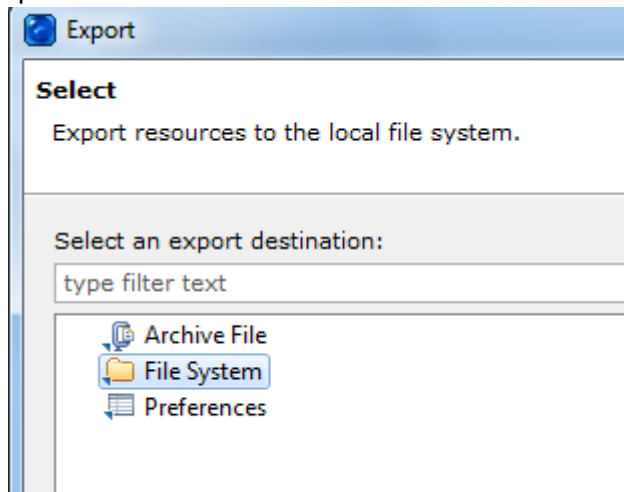 Export
Select
Export resources to the local file system.
Select an export destination:
type filter text
Archive File
File System
Preferences